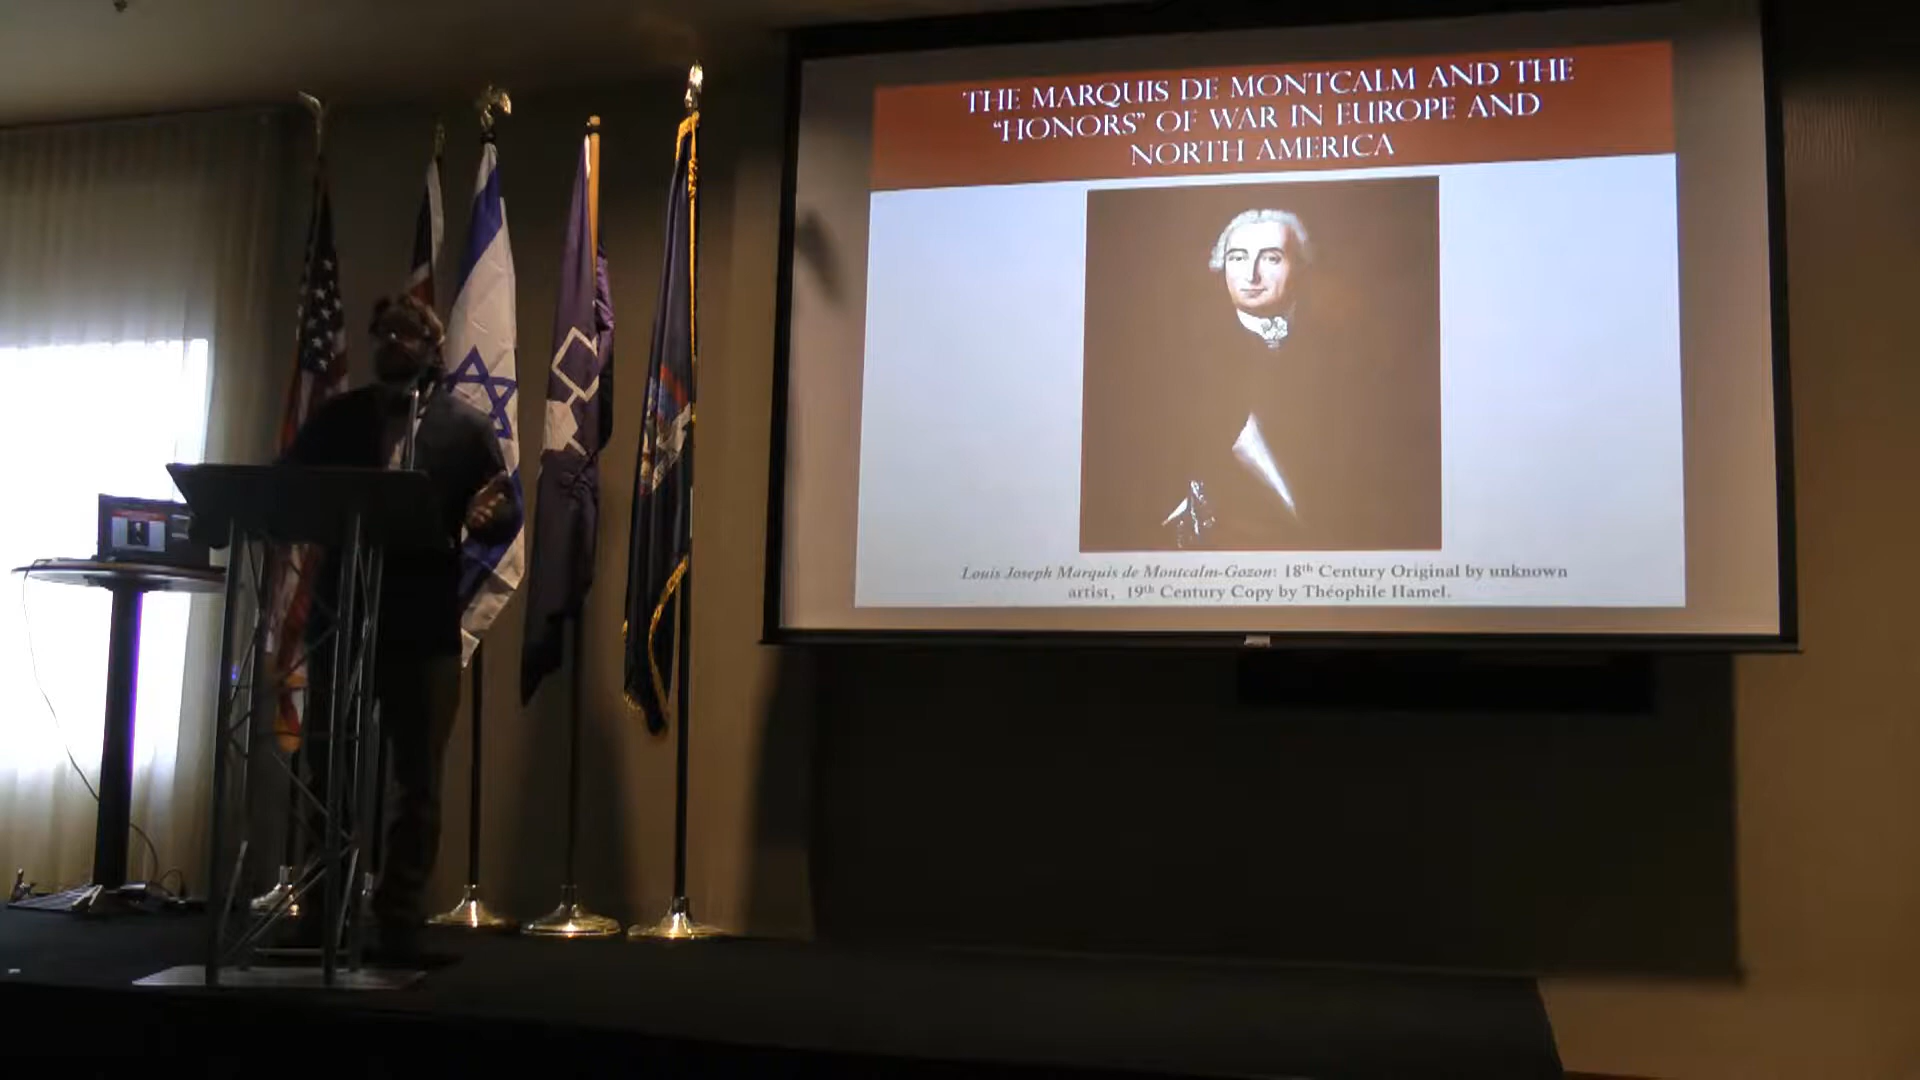 THE MARQUIS DE MONTCALM AND THE
"HONORS" OF WAR IN EUROPE AND
NORTH AMERICA
Louis Joseph Marquis de Montcalm-Gozon: 18th Century Original by unknown
artist, 19th Century Copy by Théophile Hamel.